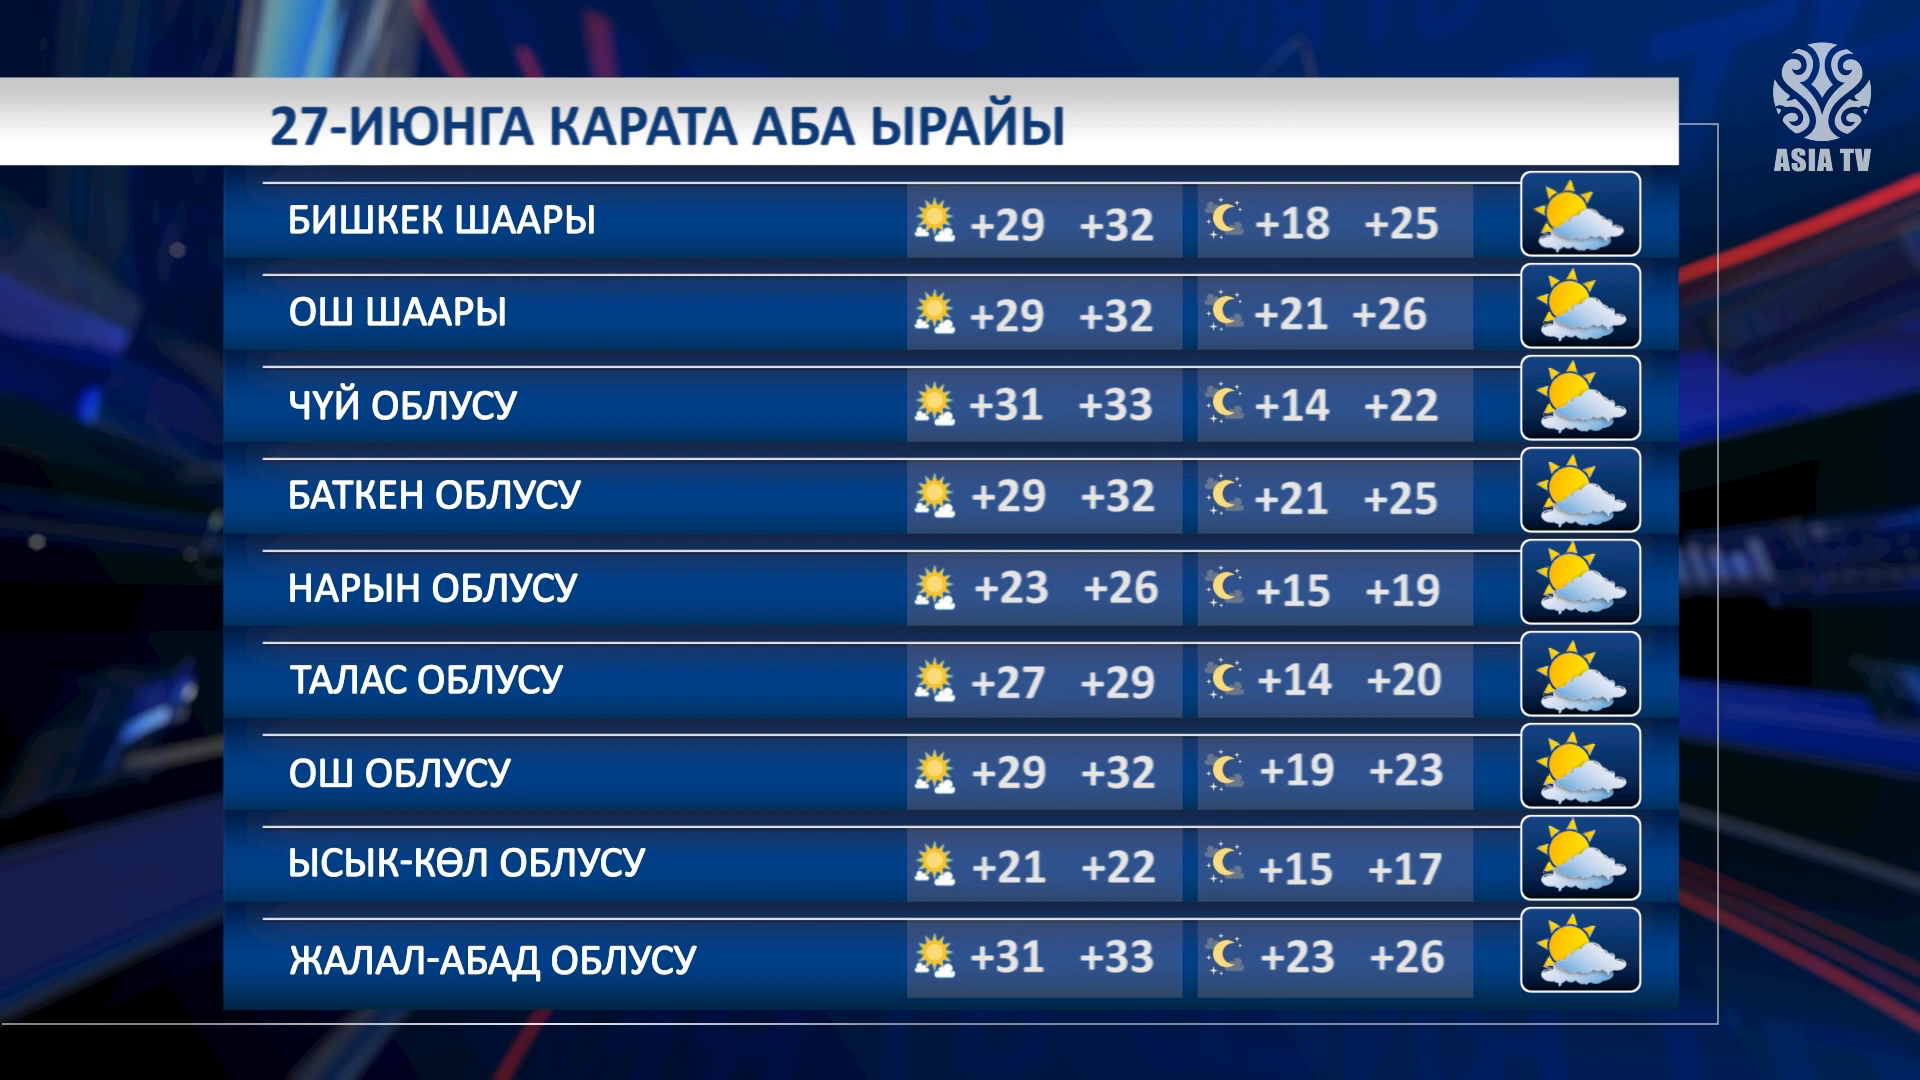 27-ИЮНГА КАРАТА АБА ЫРАЙЫ
ASIA TV
БИШКЕК ШААРЫ +29 +32 +18 +25
ОШ ШААРЫ +29 +32 +21 +26
ЧҮЙ ОБЛУСУ +31 +33 +14 +22
БАТКЕН ОБЛУСУ +29 +32 +21 +25
НАРЫН ОБЛУСУ +23 +26 +15 +19
ТАЛАС ОБЛУСУ +27 +29 +14 +20
ОШ ОБЛУСУ +29 +32 +19 +23
ЫСЫК-КӨЛ ОБЛУСУ +21 +22 +15 +17
ЖАЛАЛ-АБАД ОБЛУСУ +31 +33 +23 +26